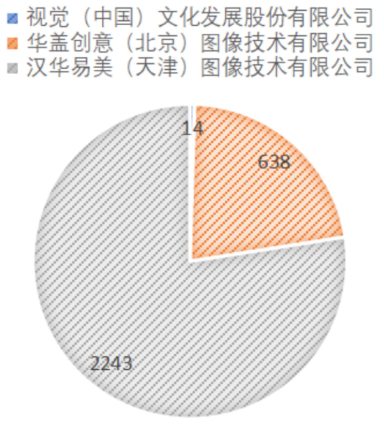 视觉（中国）文化发展股份有限公司
华盖创意（北京）图像技术有限公司
汉华易美（天津）图像技术有限公司
14
638
2243